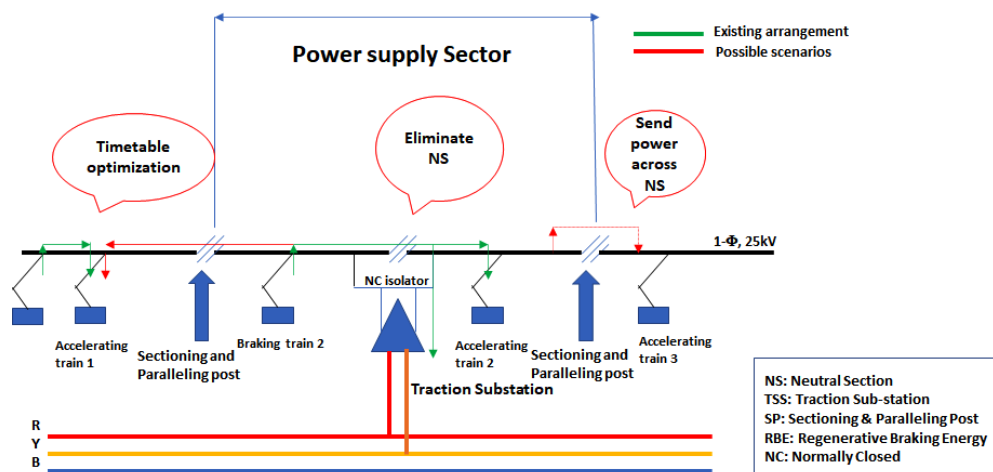 Existing arrangement
Possible scenarios
Power supply Sector
Timetable
optimization
Eliminate
NS
Send
power
across
NS
1-Φ, 25kV
NC isolator
Accelerating
train 1
Sectioning and
Paralleling post
Braking train 2
Accelerating
train 2
Sectioning and
Paralleling post
Accelerating
train 3
Traction Substation
R
Y
B
NS: Neutral Section
TSS: Traction Sub-station
SP: Sectioning & Paralleling Post
RBE: Regenerative Braking Energy
NC: Normally Closed